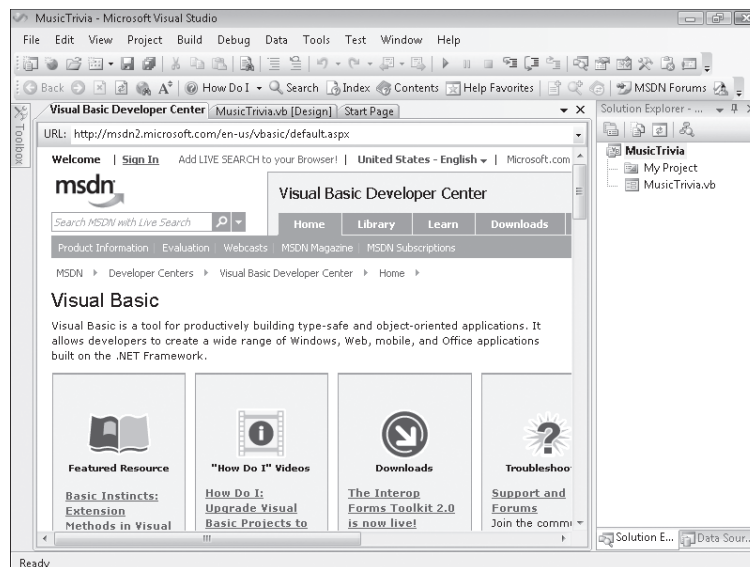 MusicTrivia - Microsoft Visual Studio
File Edit View Project Build Debug Data Tools Test Window Help
Back How Do I Search Index Contents Help Favorites MSDN Forums
Toolbox
Visual Basic Developer Center MusicTrivia.vb [Design] Start Page
URL: http://msdn2.microsoft.com/en-us/vbasic/default.aspx
Welcome | Sign In Add LIVE SEARCH to your Browser! | United States - English | Microsoft.com
msdn
Visual Basic Developer Center
Search MSDN with Live Search
Home Library Learn Downloads
Product Information | Evaluation | Webcasts | MSDN Magazine | MSDN Subscriptions
MSDN Developer Centers Visual Basic Developer Center Home
Visual Basic
Visual Basic is a tool for productively building type-safe and object-oriented applications. It
allows developers to create a wide range of Windows, Web, mobile, and Office applications
built on the .NET Framework.
Featured Resource
Basic Instincts:
Extension
Methods in Visual
"How Do I" Videos
How Do I:
Upgrade Visual
Basic Projects to
Downloads
The Interop
Forms Toolkit 2.0
is now live!
Troubleshoo
Support and
Forums
Join the comm
Solution Explorer - ...
MusicTrivia
My Project
MusicTrivia.vb
Solution E... Data Sour...
Ready